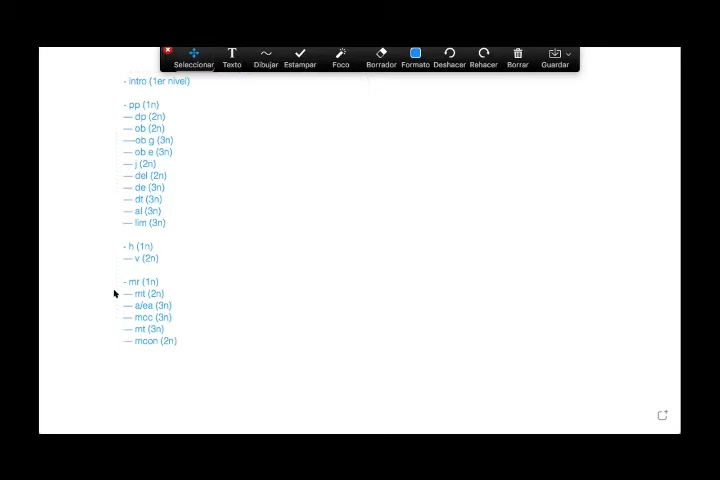 Seleccionar Texto Dibujar Estampar Foco Borrador Formato Deshacer Rehacer Borrar Guardar
- intro (1er nivel)
- pp (1n)
— dp (2n)
— ob (2n)
—-ob g (3n)
— ob e (3n)
— j (2n)
— del (2n)
— de (3n)
— dt (3n)
— al (3n)
— lim (3n)
- h (1n)
— v (2n)
- mr (1n)
— mt (2n)
— a/ea (3n)
— mcc (3n)
— mt (3n)
— mcon (2n)